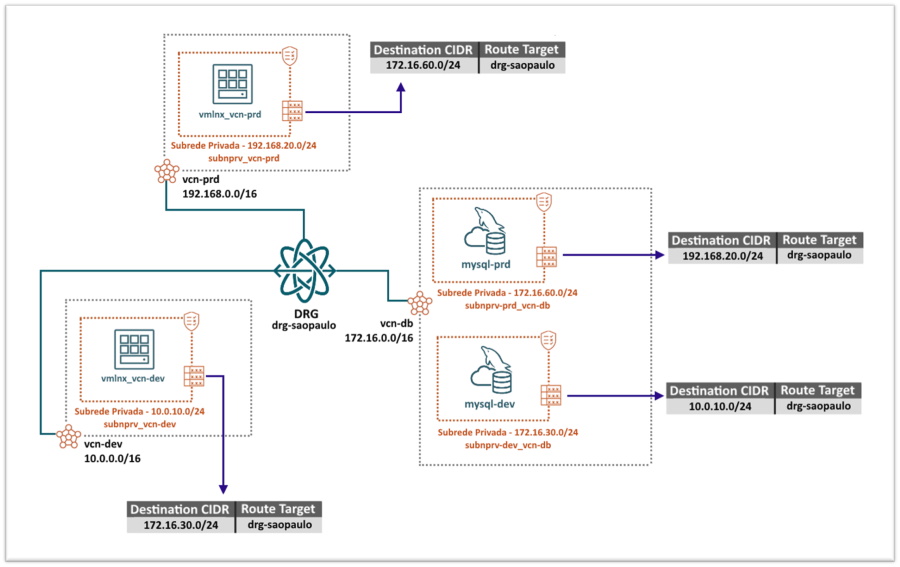 Destination CIDR Route Target
172.16.60.0/24 drg-saopaulo
vmlnx_vcn-prd
Subrede Privada - 192.168.20.0/24
subnprv_vcn-prd
vcn-prd
192.168.0.0/16
mysql-prd
Subrede Privada - 172.16.60.0/24
subnprv-prd_vcn-db
Destination CIDR Route Target
192.168.20.0/24 drg-saopaulo
DRG
drg-saopaulo
vcn-db
172.16.0.0/16
mysql-dev
Subrede Privada - 172.16.30.0/24
subnprv-dev_vcn-db
Destination CIDR Route Target
10.0.10.0/24 drg-saopaulo
vmlnx_vcn-dev
Subrede Privada - 10.0.10.0/24
subnprv_vcn-dev
vcn-dev
10.0.0.0/16
Destination CIDR Route Target
172.16.30.0/24 drg-saopaulo